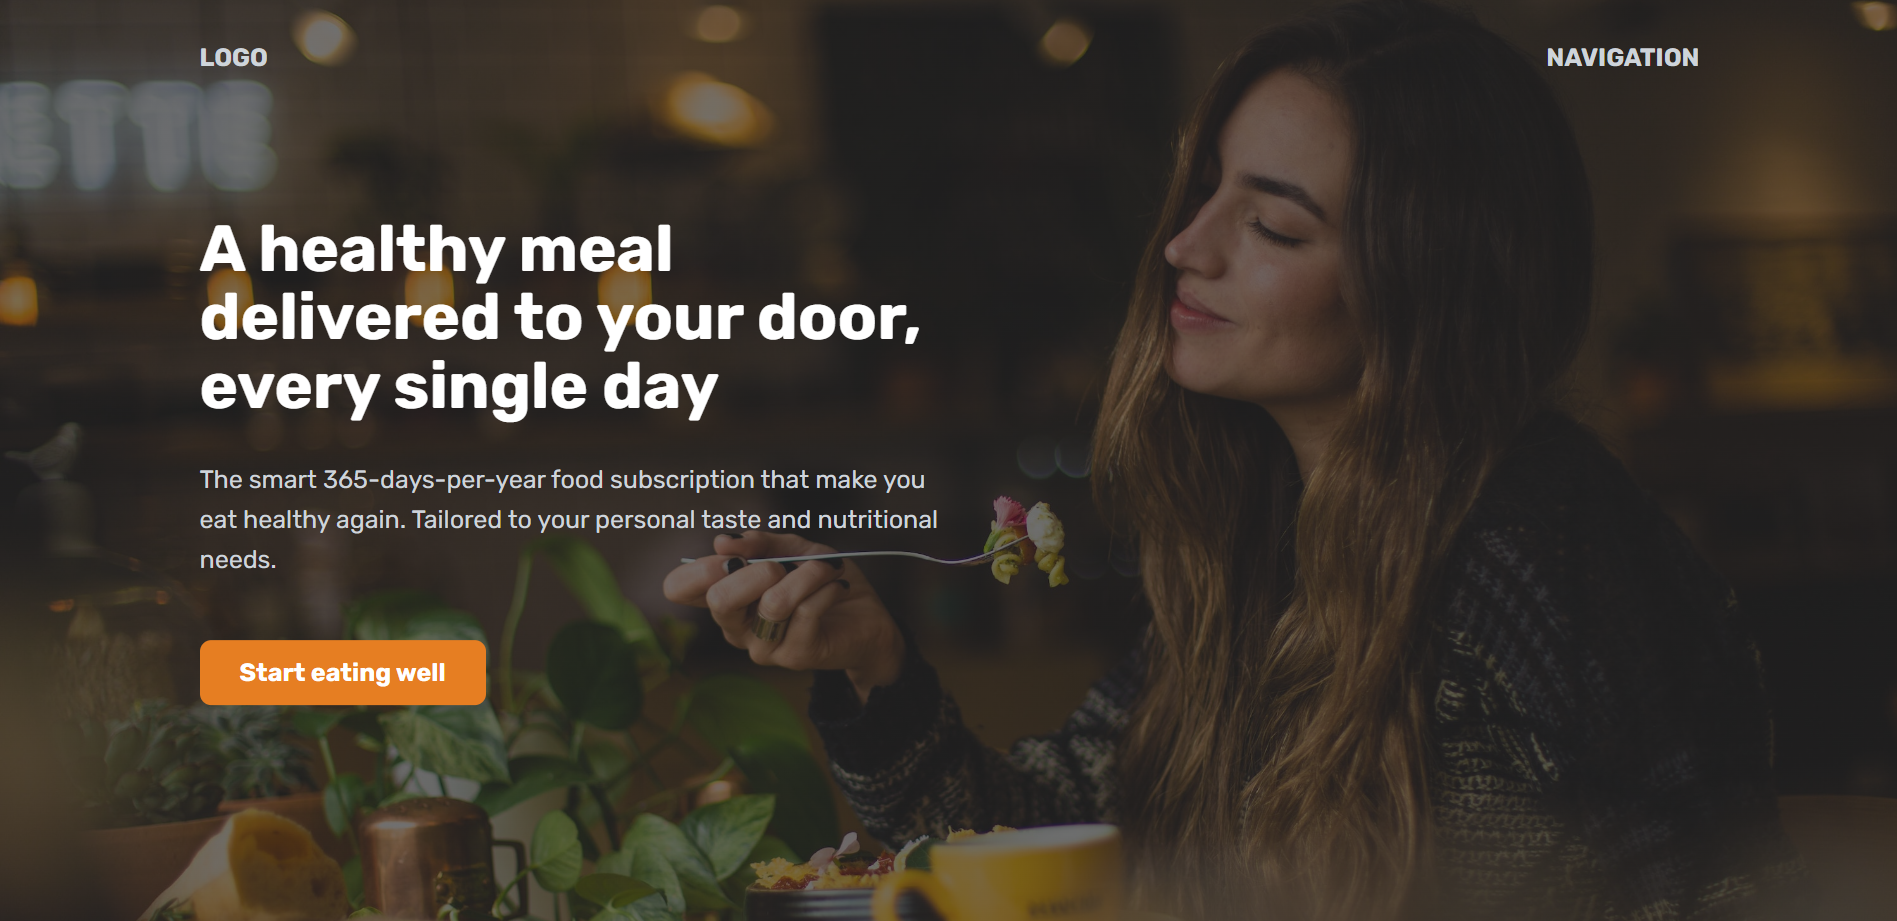 LOGO
NAVIGATION
ETTE
A healthy meal
delivered to your door,
every single day
The smart 365-days-per-year food subscription that make you
eat healthy again. Tailored to your personal taste and nutritional
needs.
Start eating well